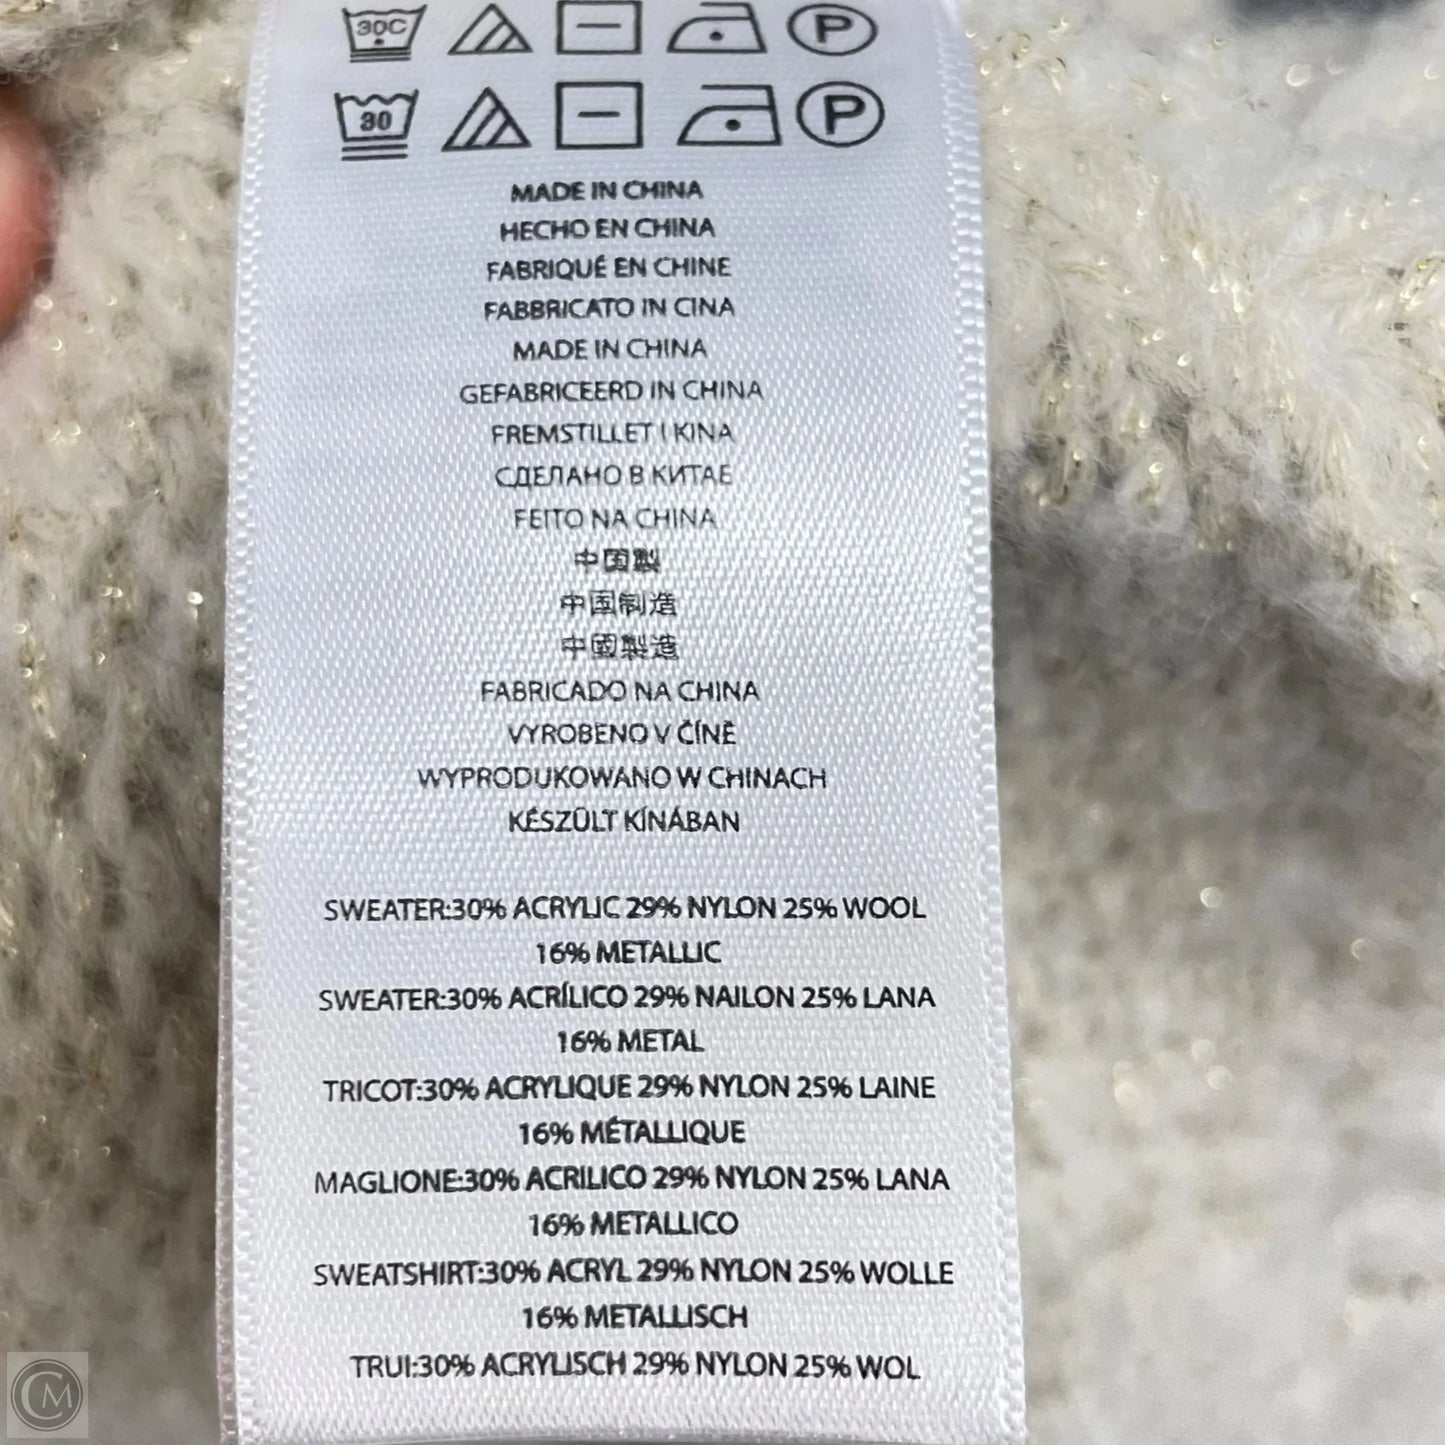 30C P
30 P
MADE IN CHINA
HECHO EN CHINA
FABRIQUÉ EN CHINE
FABBRICATO IN CINA
MADE IN CHINA
GEFABRICEERD IN CHINA
FREMSTILLET I KINA
СДЕЛАНО В КИТАЕ
FEITO NA CHINA
中国製
中国制造
中國製造
FABRICADO NA CHINA
VYROBENO V ČÍNĚ
WYPRODUKOWANO W CHINACH
KÉSZÜLT KÍNÁBAN
SWEATER:30% ACRYLIC 29% NYLON 25% WOOL
16% METALLIC
SWEATER:30% ACRÍLICO 29% NAILON 25% LANA
16% METAL
TRICOT:30% ACRYLIQUE 29% NYLON 25% LAINE
16% MÉTALLIQUE
MAGLIONE:30% ACRILICO 29% NYLON 25% LANA
16% METALLICO
SWEATSHIRT:30% ACRYL 29% NYLON 25% WOLLE
16% METALLISCH
TRUI:30% ACRYLISCH 29% NYLON 25% WOL
CM